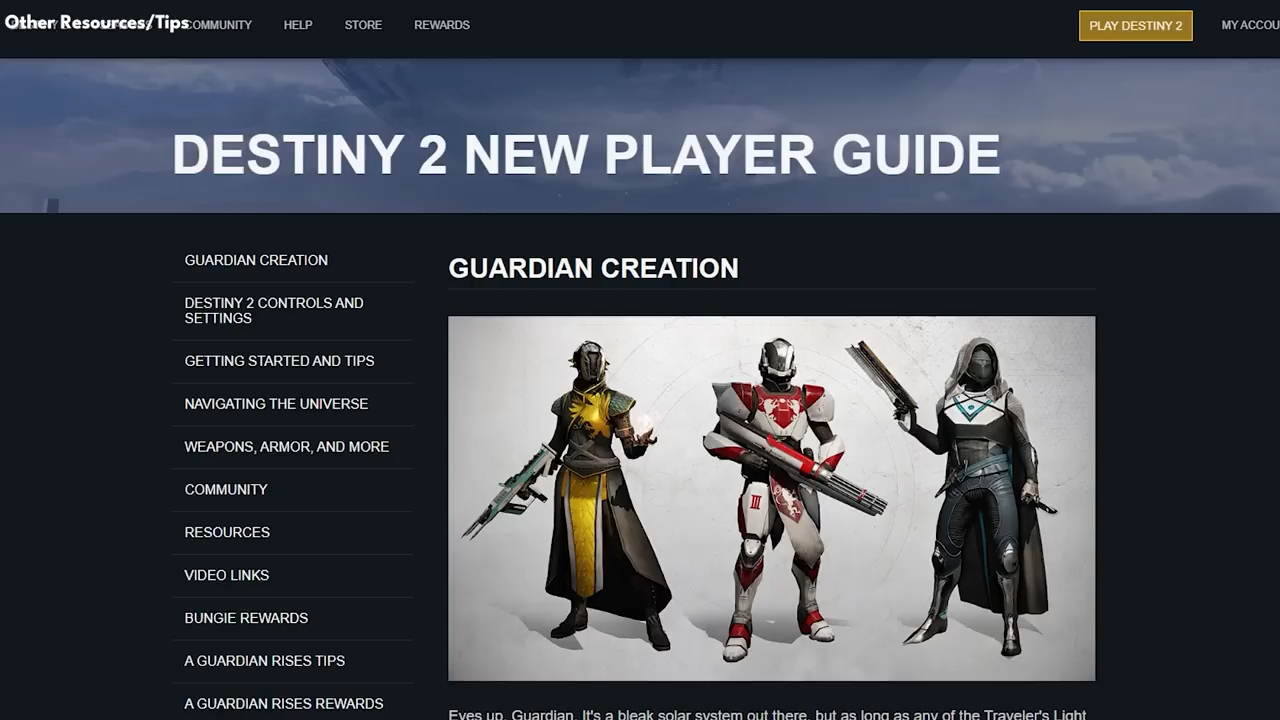 Other Resources/Tips
COMMUNITY
HELP
STORE
REWARDS
PLAY DESTINY 2
MY ACCOU
DESTINY 2 NEW PLAYER GUIDE
GUARDIAN CREATION
DESTINY 2 CONTROLS AND
SETTINGS
GETTING STARTED AND TIPS
NAVIGATING THE UNIVERSE
WEAPONS, ARMOR, AND MORE
COMMUNITY
RESOURCES
VIDEO LINKS
BUNGIE REWARDS
A GUARDIAN RISES TIPS
A GUARDIAN RISES REWARDS
GUARDIAN CREATION
III
Eyes up, Guardian. It's a bleak solar system out there, but as long as any of the Traveler's Light